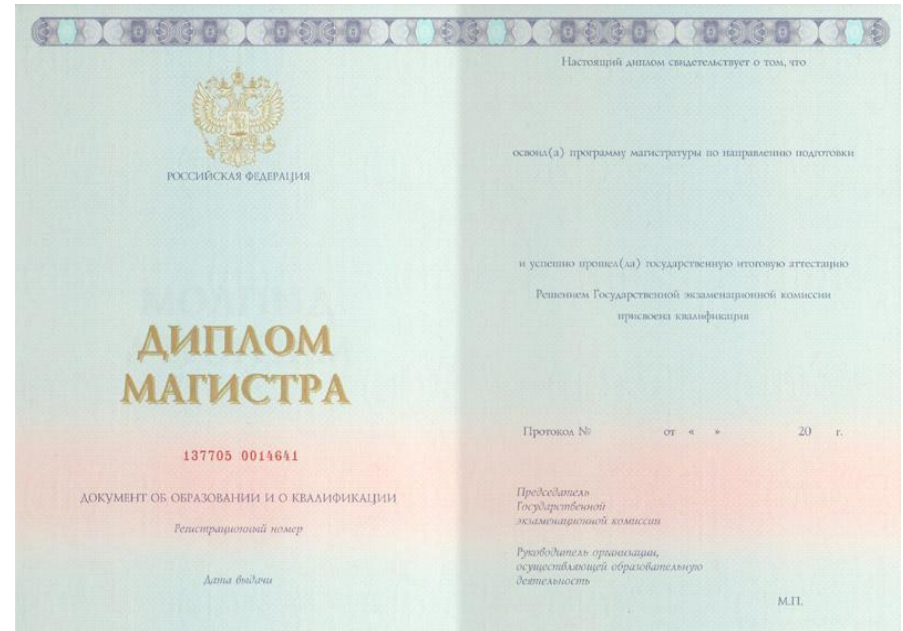 РОССИЙСКАЯ ФЕДЕРАЦИЯ
ДИПЛОМ
МАГИСТРА
137705 0014641
ДОКУМЕНТ ОБ ОБРАЗОВАНИИ И О КВАЛИФИКАЦИИ
Регистрационный номер
Дата выдачи
Настоящий диплом свидетельствует о том, что
освоил(а) программу магистратуры по направлению подготовки
и успешно прошел(ла) государственную итоговую аттестацию
Решением Государственной экзаменационной комиссии
присвоена квалификация
Протокол № от « » 20 г.
Председатель
Государственной
экзаменационной комиссии
Руководитель организации,
осуществляющей образовательную
деятельность
М.П.